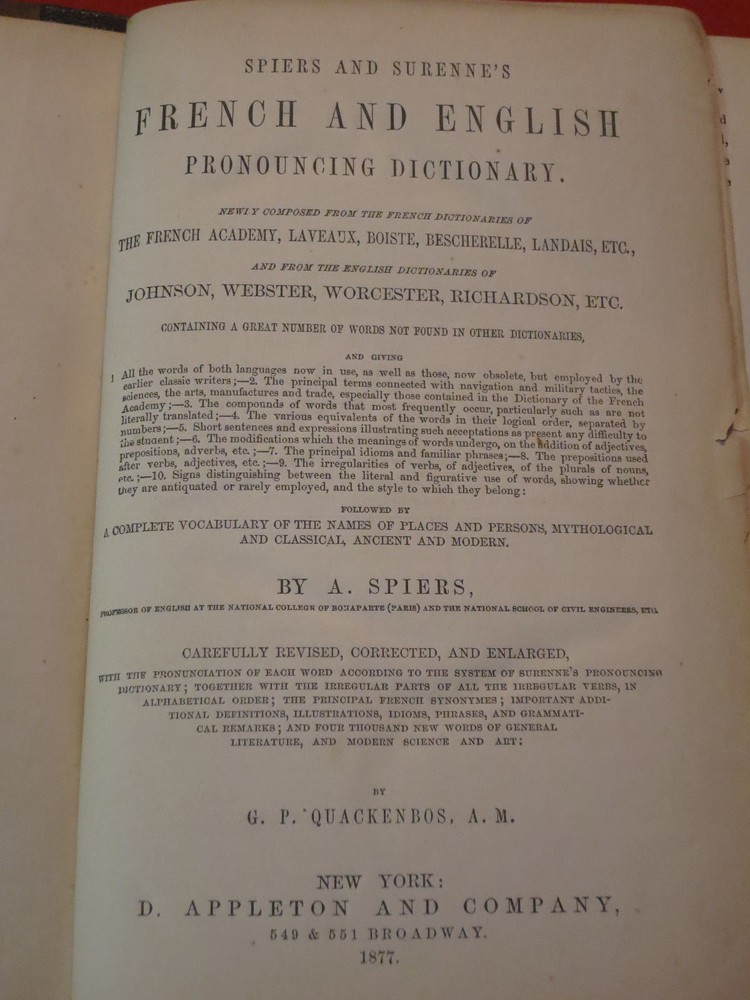 SPIERS AND SURENNE'S
FRENCH AND ENGLISH
PRONOUNCING DICTIONARY.
NEWLY COMPOSED FROM THE FRENCH DICTIONARIES OF
THE FRENCH ACADEMY, LAVEAUX, BOISTE, BESCHERELLE, LANDAIS, ETC.,
AND FROM THE ENGLISH DICTIONARIES OF
JOHNSON, WEBSTER, WORCESTER, RICHARDSON, ETC.
CONTAINING A GREAT NUMBER OF WORDS NOT FOUND IN OTHER DICTIONARIES,
AND GIVING
1 All the words of both languages now in use, as well as those, now obsolete, but employed by the
earlier classic writers;—2. The principal terms connected with navigation and military tactics, the
sciences, the arts, manufactures and trade, especially those contained in the Dictionary of the French
Academy;—3. The compounds of words that most frequently occur, particularly such as are not
literally translated;—4. The various equivalents of the words in their logical order, separated by
numbers;—5. Short sentences and expressions illustrating such acceptations as present any difficulty to
the student;—6. The modifications which the meanings of words undergo, on the addition of adjectives,
prepositions, adverbs, etc.;—7. The principal idioms and familiar phrases;—8. The prepositions used
after verbs, adjectives, etc.;—9. The irregularities of verbs, of adjectives, of the plurals of nouns,
etc.;—10. Signs distinguishing between the literal and figurative use of words, showing whether
they are antiquated or rarely employed, and the style to which they belong:
FOLLOWED BY
A COMPLETE VOCABULARY OF THE NAMES OF PLACES AND PERSONS, MYTHOLOGICAL
AND CLASSICAL, ANCIENT AND MODERN.
BY A. SPIERS,
PROFESSOR OF ENGLISH AT THE NATIONAL COLLEGE OF BONAPARTE (PARIS) AND THE NATIONAL SCHOOL OF CIVIL ENGINEERS, ETC.
CAREFULLY REVISED, CORRECTED, AND ENLARGED,
WITH THE PRONUNCIATION OF EACH WORD ACCORDING TO THE SYSTEM OF SURENNE'S PRONOUNCING
DICTIONARY; TOGETHER WITH THE IRREGULAR PARTS OF ALL THE IRREGULAR VERBS, IN
ALPHABETICAL ORDER; THE PRINCIPAL FRENCH SYNONYMES; IMPORTANT ADDI-
TIONAL DEFINITIONS, ILLUSTRATIONS, IDIOMS, PHRASES, AND GRAMMATI-
CAL REMARKS; AND FOUR THOUSAND NEW WORDS OF GENERAL
LITERATURE, AND MODERN SCIENCE AND ART:
BY
G. P. QUACKENBOS, A. M.
NEW YORK:
D. APPLETON AND COMPANY,
549 & 551 BROADWAY.
1877.